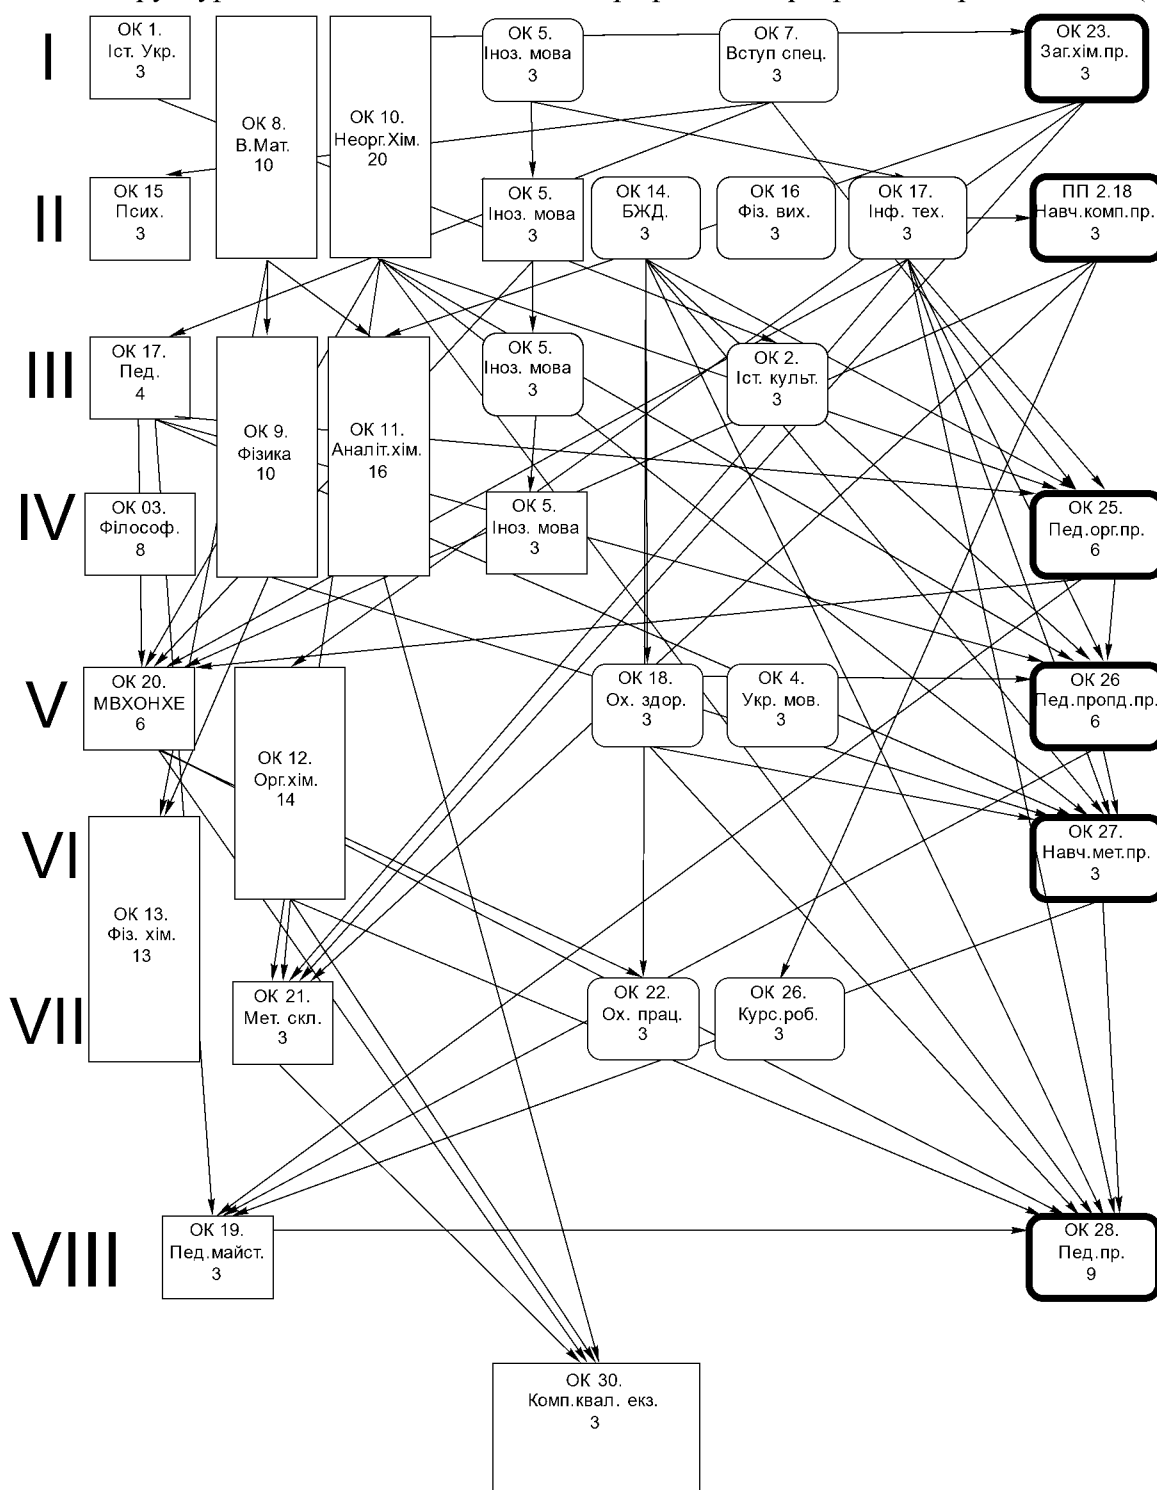 I
ОК 1.
Іст. Укр.
3
ОК 8.
В.Мат.
10
ОК 10.
Неорг.Хім.
20
ОК 5.
Іноз. мова
3
ОК 7.
Вступ спец.
3
ОК 23.
Заг.хім.пр.
3
II
ОК 15
Псих.
3
ОК 5.
Іноз. мова
3
ОК 14.
БЖД.
3
ОК 16
Фіз. вих.
3
ОК 17.
Інф. тех.
3
ПП 2.18
Навч.комп.пр.
3
III
ОК 17.
Пед.
4
ОК 9.
Фізика
10
ОК 11.
Аналіт.хім.
16
ОК 5.
Іноз. мова
3
ОК 2.
Іст. культ.
3
IV
ОК 03.
Філософ.
8
ОК 5.
Іноз. мова
3
ОК 25.
Пед.орг.пр.
6
V
ОК 20.
МВХОНХЕ
6
ОК 12.
Орг.хім.
14
ОК 18.
Ох. здор.
3
ОК 4.
Укр. мов.
3
ОК 26
Пед.пропд.пр.
6
VI
ОК 13.
Фіз. хім.
13
ОК 27.
Навч.мет.пр.
3
VII
ОК 21.
Мет. скл.
3
ОК 22.
Ох. прац.
3
ОК 26.
Курс.роб.
3
VIII
ОК 19.
Пед.майст.
3
ОК 28.
Пед.пр.
9
ОК 30.
Комп.квал. екз.
3